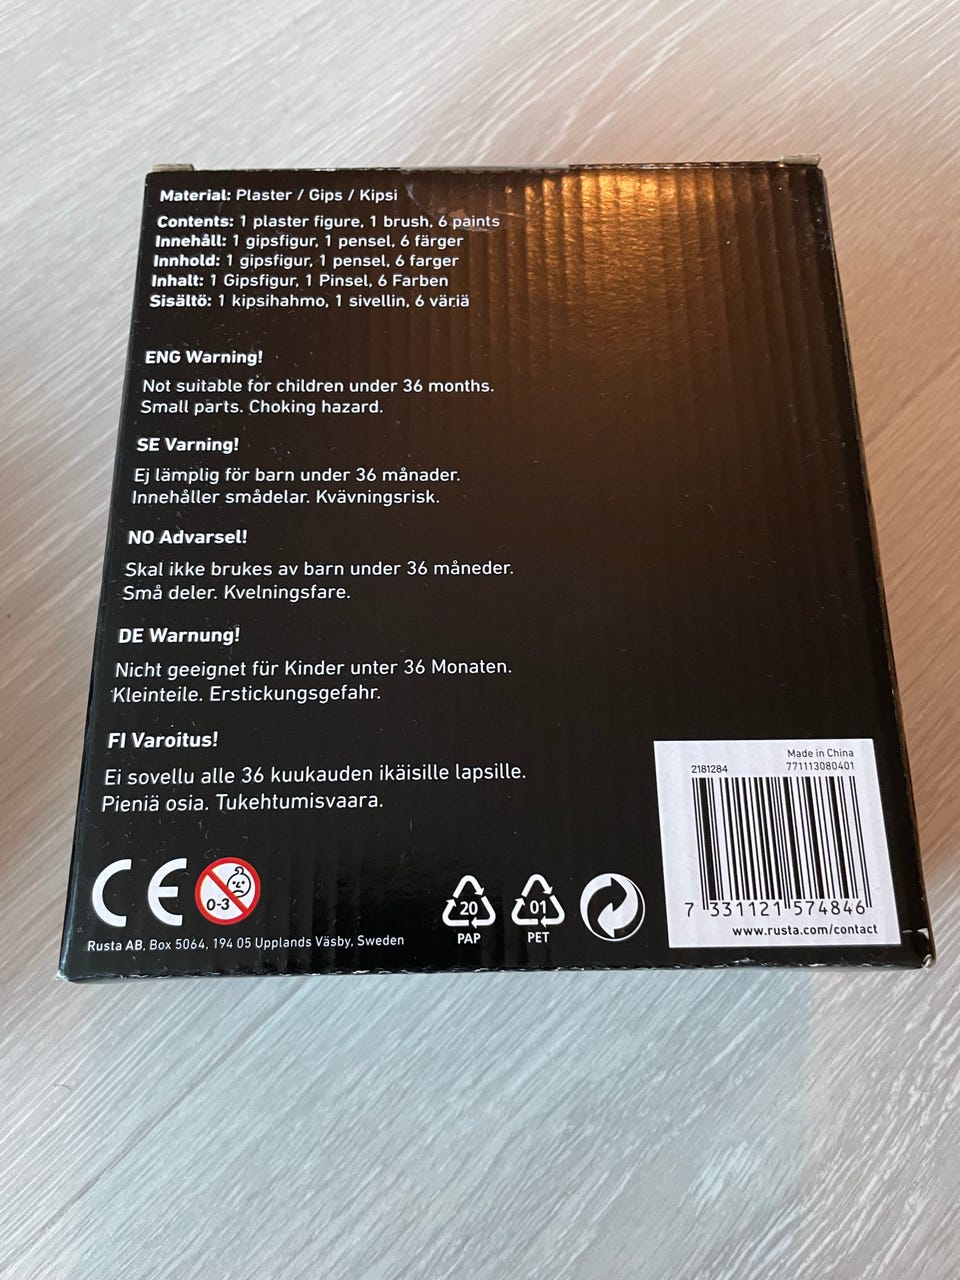 Material: Plaster / Gips / Kipsi
Contents: 1 plaster figure, 1 brush, 6 paints
Innehåll: 1 gipsfigur, 1 pensel, 6 färger
Innhold: 1 gipsfigur, 1 pensel, 6 farger
Inhalt: 1 Gipsfigur, 1 Pinsel, 6 Farben
Sisältö: 1 kipsihahmo, 1 sivellin, 6 väriä
ENG Warning!
Not suitable for children under 36 months.
Small parts. Choking hazard.
SE Varning!
Ej lämplig för barn under 36 månader.
Innehåller smådelar. Kvävningsrisk.
NO Advarsel!
Skal ikke brukes av barn under 36 måneder.
Små deler. Kvelningsfare.
DE Warnung!
Nicht geeignet für Kinder unter 36 Monaten.
Kleinteile. Erstickungsgefahr.
FI Varoitus!
Ei sovellu alle 36 kuukauden ikäisille lapsille.
Pieniä osia. Tukehtumisvaara.
CE
0-3
20
PAP
01
PET
Rusta AB, Box 5064, 194 05 Upplands Väsby, Sweden
Made in China
2181284 771113080401
7 331121 574846
www.rusta.com/contact